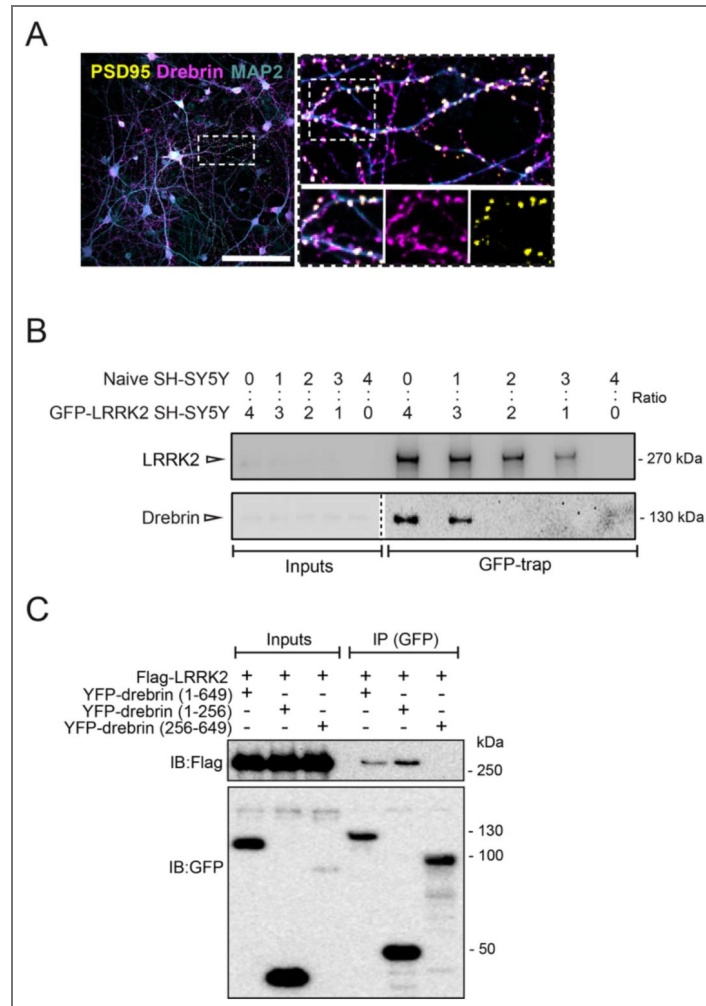 A
PSD95 Drebrin MAP2
B
Naive SH-SY5Y 0 1 2 3 4 0 1 2 3 4
Ratio
GFP-LRRK2 SH-SY5Y 4 3 2 1 0 4 3 2 1 0
LRRK2 - 270 kDa
Drebrin - 130 kDa
Inputs GFP-trap
C
Inputs IP (GFP)
Flag-LRRK2 + + + + + +
YFP-drebrin (1-649) + - - + - -
YFP-drebrin (1-256) - + - - + -
YFP-drebrin (256-649) - - + - - +
kDa
IB:Flag - 250
- 130
- 100
IB:GFP
- 50